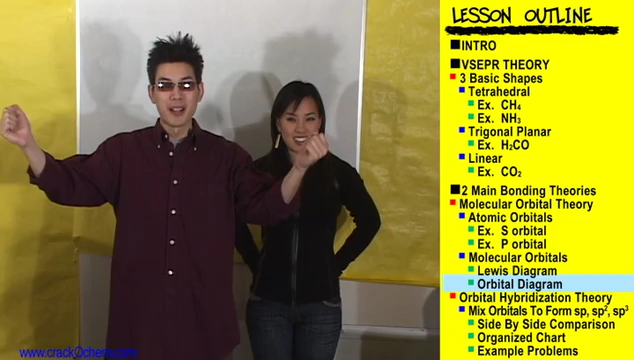 LESSON OUTLINE
INTRO
VSEPR THEORY
3 Basic Shapes
Tetrahedral
Ex. CH₄
Ex. NH₃
Trigonal Planar
Ex. H₂CO
Linear
Ex. CO₂
2 Main Bonding Theories
Molecular Orbital Theory
Atomic Orbitals
Ex. S orbital
Ex. P orbital
Molecular Orbitals
Lewis Diagram
Orbital Diagram
Orbital Hybridization Theory
Mix Orbitals To Form sp, sp², sp³
Side By Side Comparison
Organized Chart
Example Problems
www.crackOchem.com